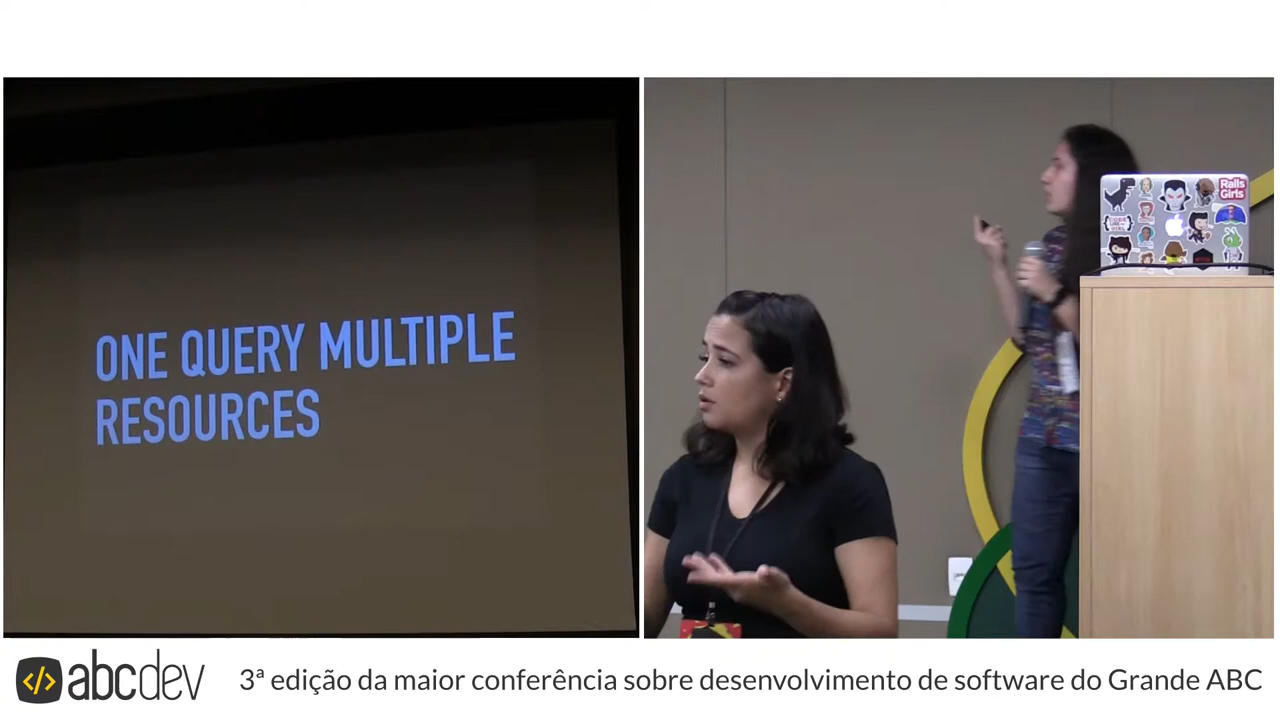 ONE QUERY MULTIPLE
RESOURCES
Rails
Girls
</> abcdev
3ª edição da maior conferência sobre desenvolvimento de software do Grande ABC